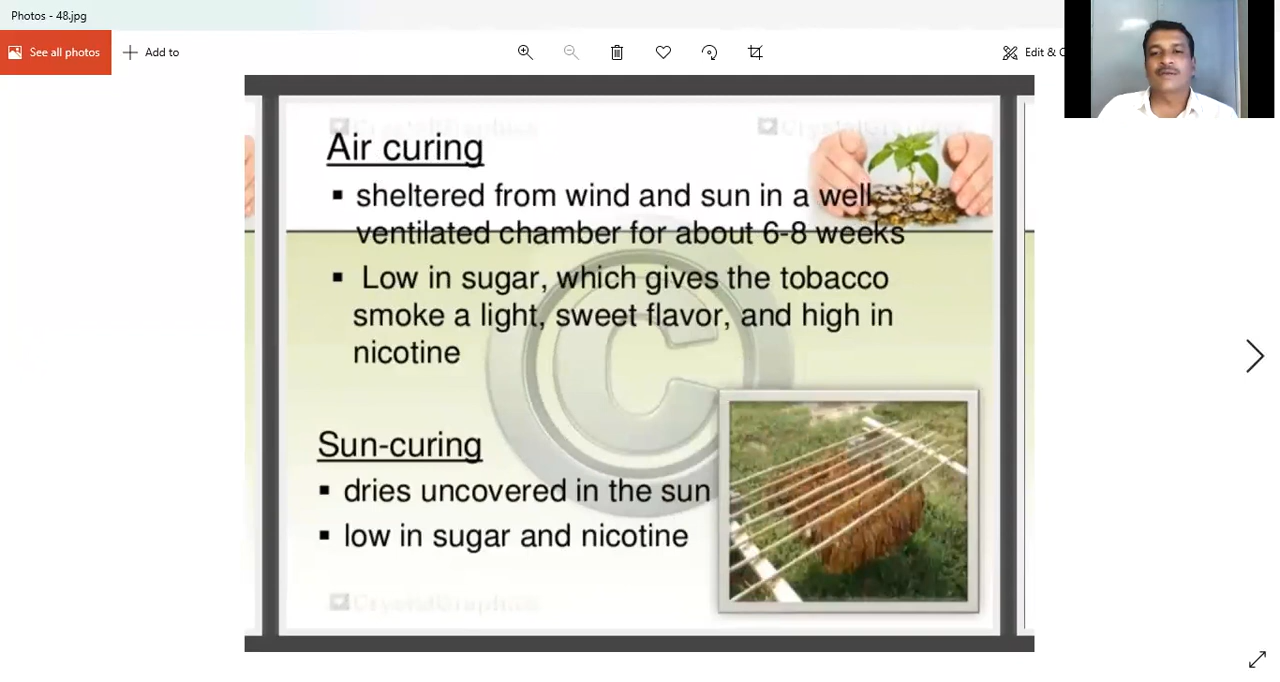 Photos - 48.jpg
See all photos
Add to
Edit & C
CrystalGraphics
CrystalGraphics
Air curing
▪ sheltered from wind and sun in a well
ventilated chamber for about 6-8 weeks
▪ Low in sugar, which gives the tobacco
smoke a light, sweet flavor, and high in
nicotine
Sun-curing
▪ dries uncovered in the sun
▪ low in sugar and nicotine
CrystalGraphics